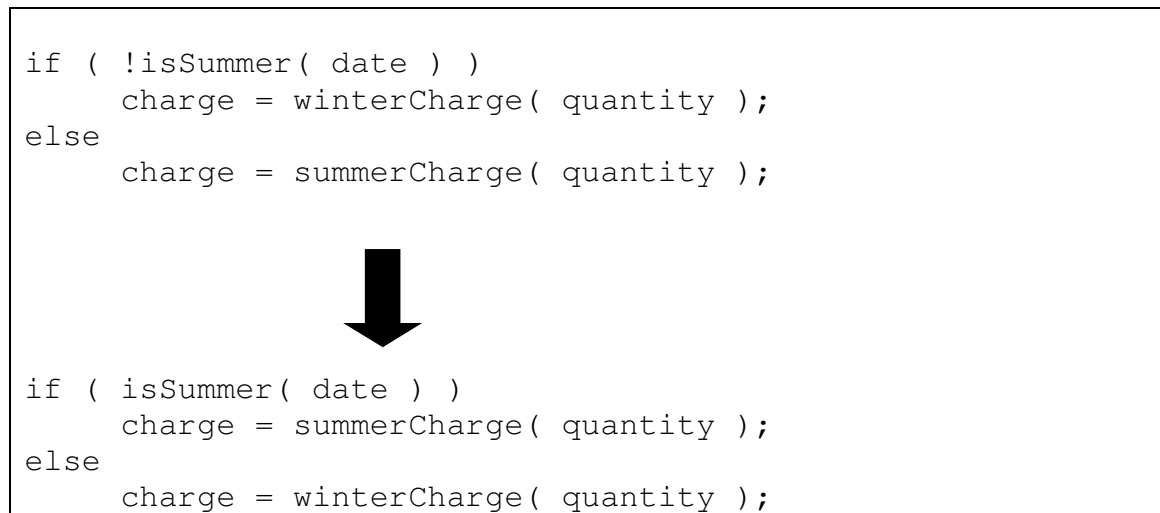 if ( !isSummer( date ) )
     charge = winterCharge( quantity );
else
     charge = summerCharge( quantity );
if ( isSummer( date ) )
     charge = summerCharge( quantity );
else
     charge = winterCharge( quantity );